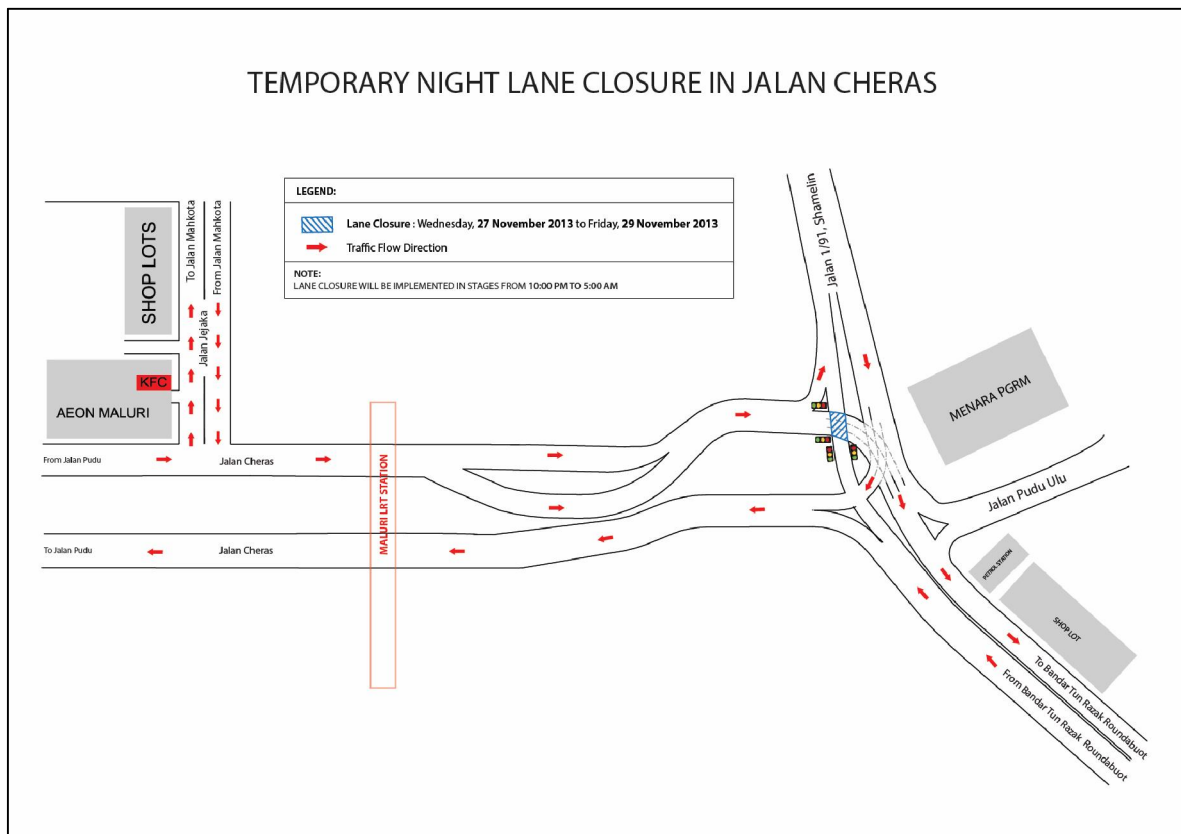 TEMPORARY NIGHT LANE CLOSURE IN JALAN CHERAS
LEGEND:
Lane Closure : Wednesday, 27 November 2013 to Friday, 29 November 2013
Traffic Flow Direction
NOTE:
LANE CLOSURE WILL BE IMPLEMENTED IN STAGES FROM 10:00 PM TO 5:00 AM
SHOP LOTS
To Jalan Mahkota
From Jalan Mahkota
Jalan Jejaka
KFC
AEON MALURI
From Jalan Pudu
Jalan Cheras
MALURI LRT STATION
To Jalan Pudu
Jalan Cheras
Jalan 1/91, Shamelin
MENARA PGRM
Jalan Pudu Ulu
PETROL STATION
SHOP LOT
To Bandar Tun Razak Roundabuot
From Bandar Tun Razak Roundabuot